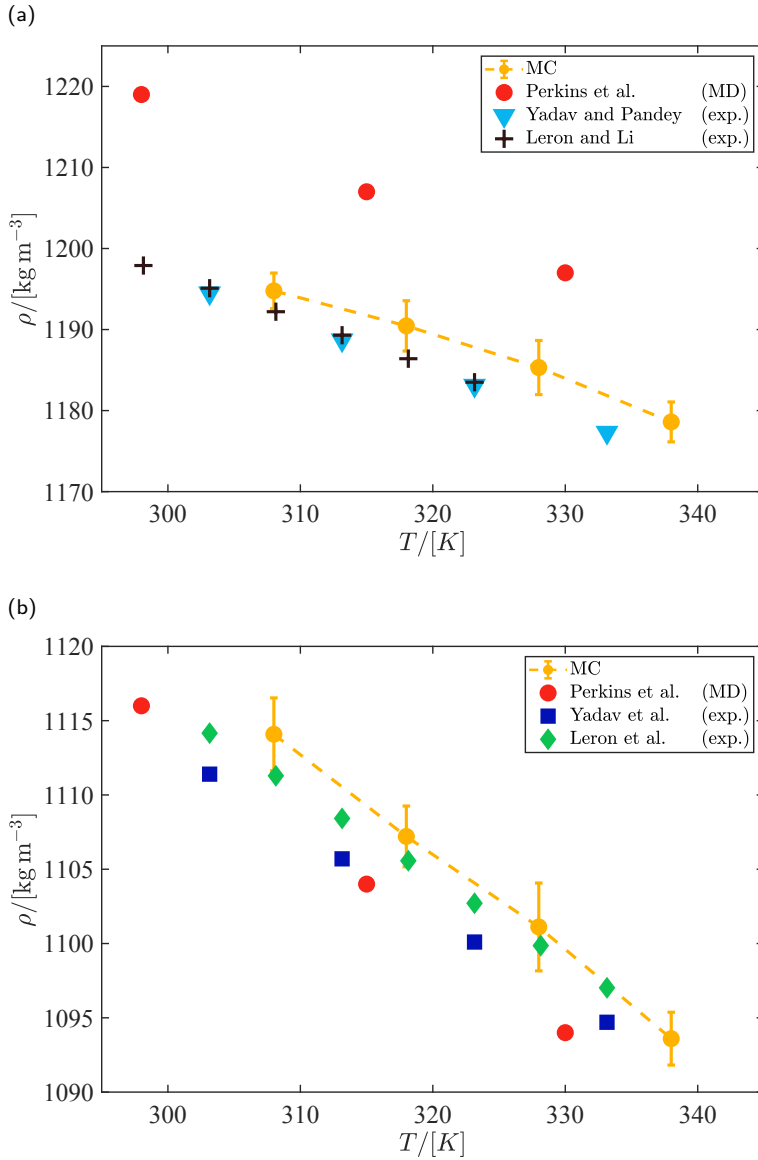 (a)
1220
1210
1200
1190
1180
1170
ρ/[kg m⁻³]
300 310 320 330 340
T/[K]
MC
Perkins et al. (MD)
Yadav and Pandey (exp.)
Leron and Li (exp.)
(b)
1120
1115
1110
1105
1100
1095
1090
ρ/[kg m⁻³]
300 310 320 330 340
T/[K]
MC
Perkins et al. (MD)
Yadav et al. (exp.)
Leron et al. (exp.)